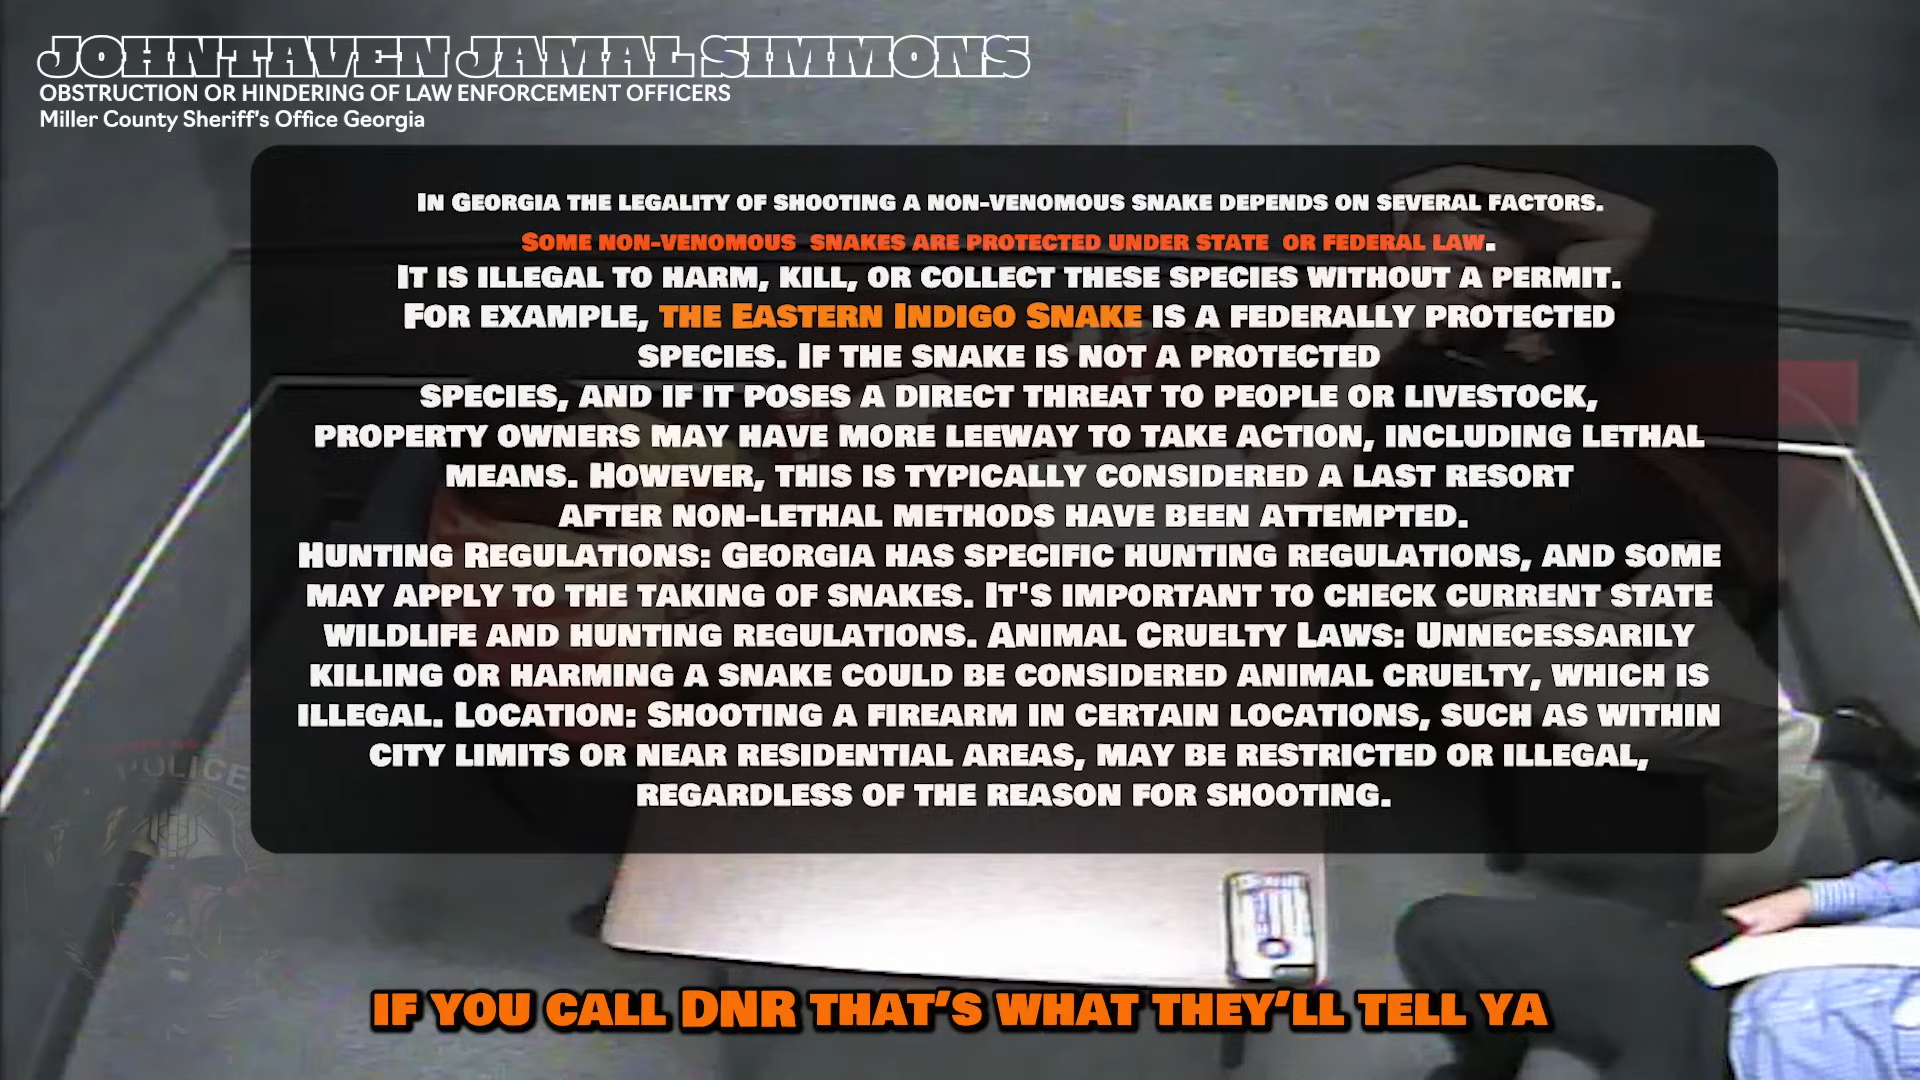 JOHNTAVEN JAMAL SIMMONS
OBSTRUCTION OR HINDERING OF LAW ENFORCEMENT OFFICERS
Miller County Sheriff's Office Georgia
In Georgia the legality of shooting a non-venomous snake depends on several factors.
Some non-venomous snakes are protected under state or federal law.
It is illegal to harm, kill, or collect these species without a permit.
For example, the Eastern Indigo Snake is a federally protected
species. If the snake is not a protected
species, and if it poses a direct threat to people or livestock,
property owners may have more leeway to take action, including lethal
means. However, this is typically considered a last resort
after non-lethal methods have been attempted.
Hunting Regulations: Georgia has specific hunting regulations, and some
may apply to the taking of snakes. It's important to check current state
wildlife and hunting regulations. Animal Cruelty Laws: Unnecessarily
killing or harming a snake could be considered animal cruelty, which is
illegal. Location: Shooting a firearm in certain locations, such as within
city limits or near residential areas, may be restricted or illegal,
regardless of the reason for shooting.
POLICE
if you call DNR that's what they'll tell ya